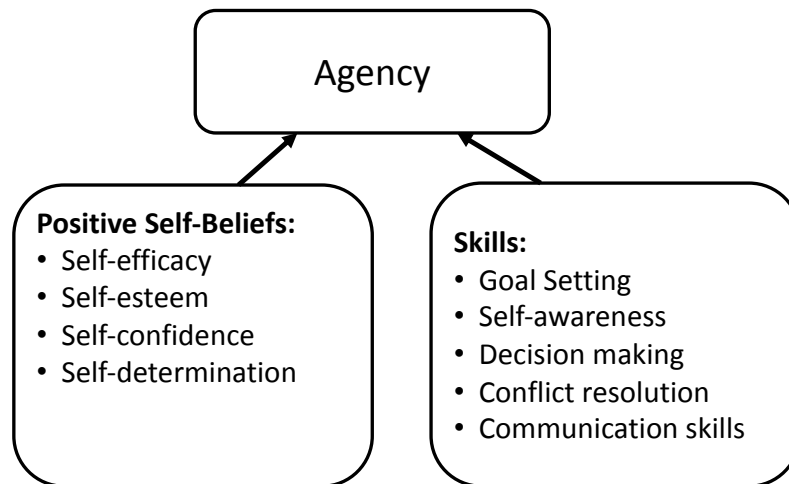 Agency
Positive Self-Beliefs:
• Self-efficacy
• Self-esteem
• Self-confidence
• Self-determination
Skills:
• Goal Setting
• Self-awareness
• Decision making
• Conflict resolution
• Communication skills